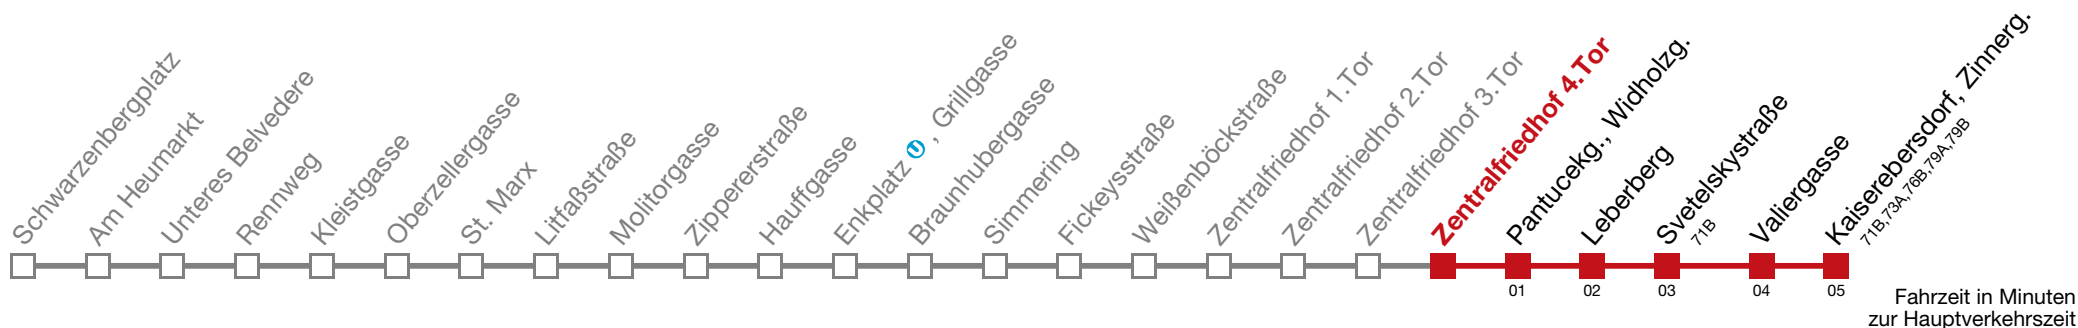 Schwarzenbergplatz
Am Heumarkt
Unteres Belvedere
Rennweg
Kleistgasse
Oberzellergasse
St. Marx
Litfaßstraße
Molitorgasse
Zippererstraße
Hauffgasse
Enkplatz U , Grillgasse
Braunhubergasse
Simmering
Fickeysstraße
Weißenböckstraße
Zentralfriedhof 1.Tor
Zentralfriedhof 2.Tor
Zentralfriedhof 3.Tor
Zentralfriedhof 4.Tor
Pantucekg., Widholzg.
Leberberg
Svetelskystraße
71B
Valiergasse
Kaiserebersdorf, Zinnerg.
71B,73A,76B,79A,79B
01 02 03 04 05
Fahrzeit in Minuten
zur Hauptverkehrszeit